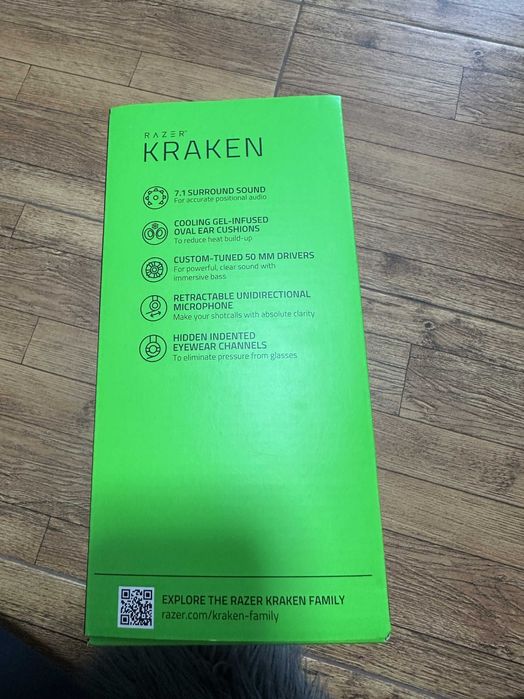 RAZER™
KRAKEN
7.1 SURROUND SOUND
For accurate positional audio
COOLING GEL-INFUSED
OVAL EAR CUSHIONS
To reduce heat build-up
CUSTOM-TUNED 50 MM DRIVERS
For powerful, clear sound with
immersive bass
RETRACTABLE UNIDIRECTIONAL
MICROPHONE
Make your shotcalls with absolute clarity
HIDDEN INDENTED
EYEWEAR CHANNELS
To eliminate pressure from glasses
EXPLORE THE RAZER KRAKEN FAMILY
razer.com/kraken-family